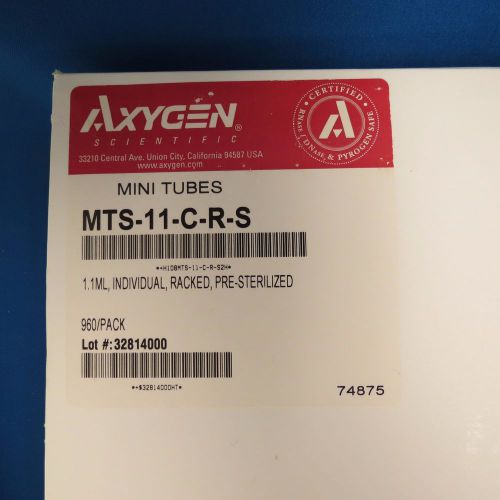 AXYGEN®
SCIENTIFIC
33210 Central Ave. Union City, California 94587 USA
www.axygen.com
CERTIFIED
RNASE / DNASE & PYROGEN SAFE
A
MINI TUBES
MTS-11-C-R-S
*+H108MTS-11-C-R-S2H*
1.1ML, INDIVIDUAL, RACKED, PRE-STERILIZED
960/PACK
Lot #:32814000
*+$32814000HT*
74875